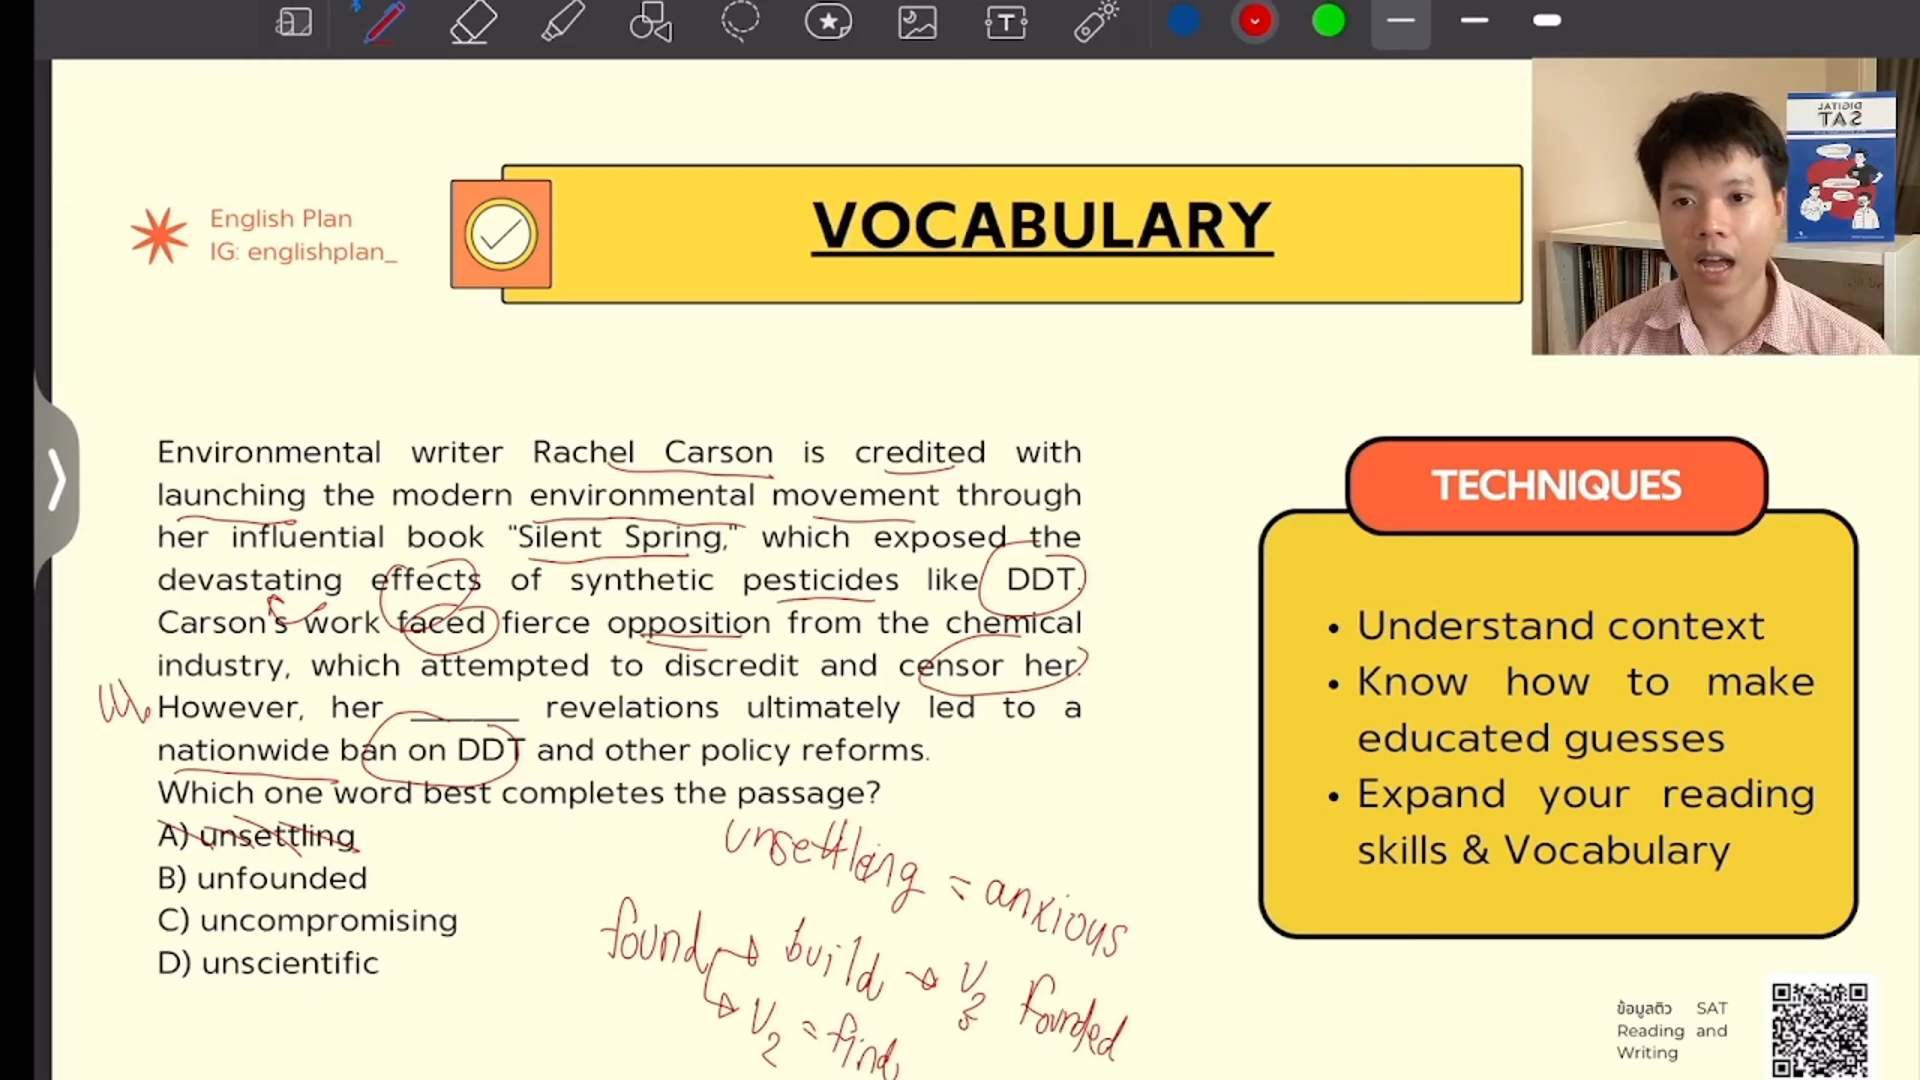 English Plan
IG: englishplan_
VOCABULARY
DIGITAL
SAT
Environmental writer Rachel Carson is credited with
launching the modern environmental movement through
her influential book "Silent Spring," which exposed the
devastating effects of synthetic pesticides like DDT.
Carson's work faced fierce opposition from the chemical
industry, which attempted to discredit and censor her.
However, her ______ revelations ultimately led to a
nationwide ban on DDT and other policy reforms.
Which one word best completes the passage?
A) unsettling
B) unfounded
C) uncompromising
D) unscientific
unsettling = anxious
found → build → V3 founded
→ V2 = find
TECHNIQUES
• Understand context
• Know how to make
educated guesses
• Expand your reading
skills & Vocabulary
ข้อมูลติว SAT
Reading and
Writing